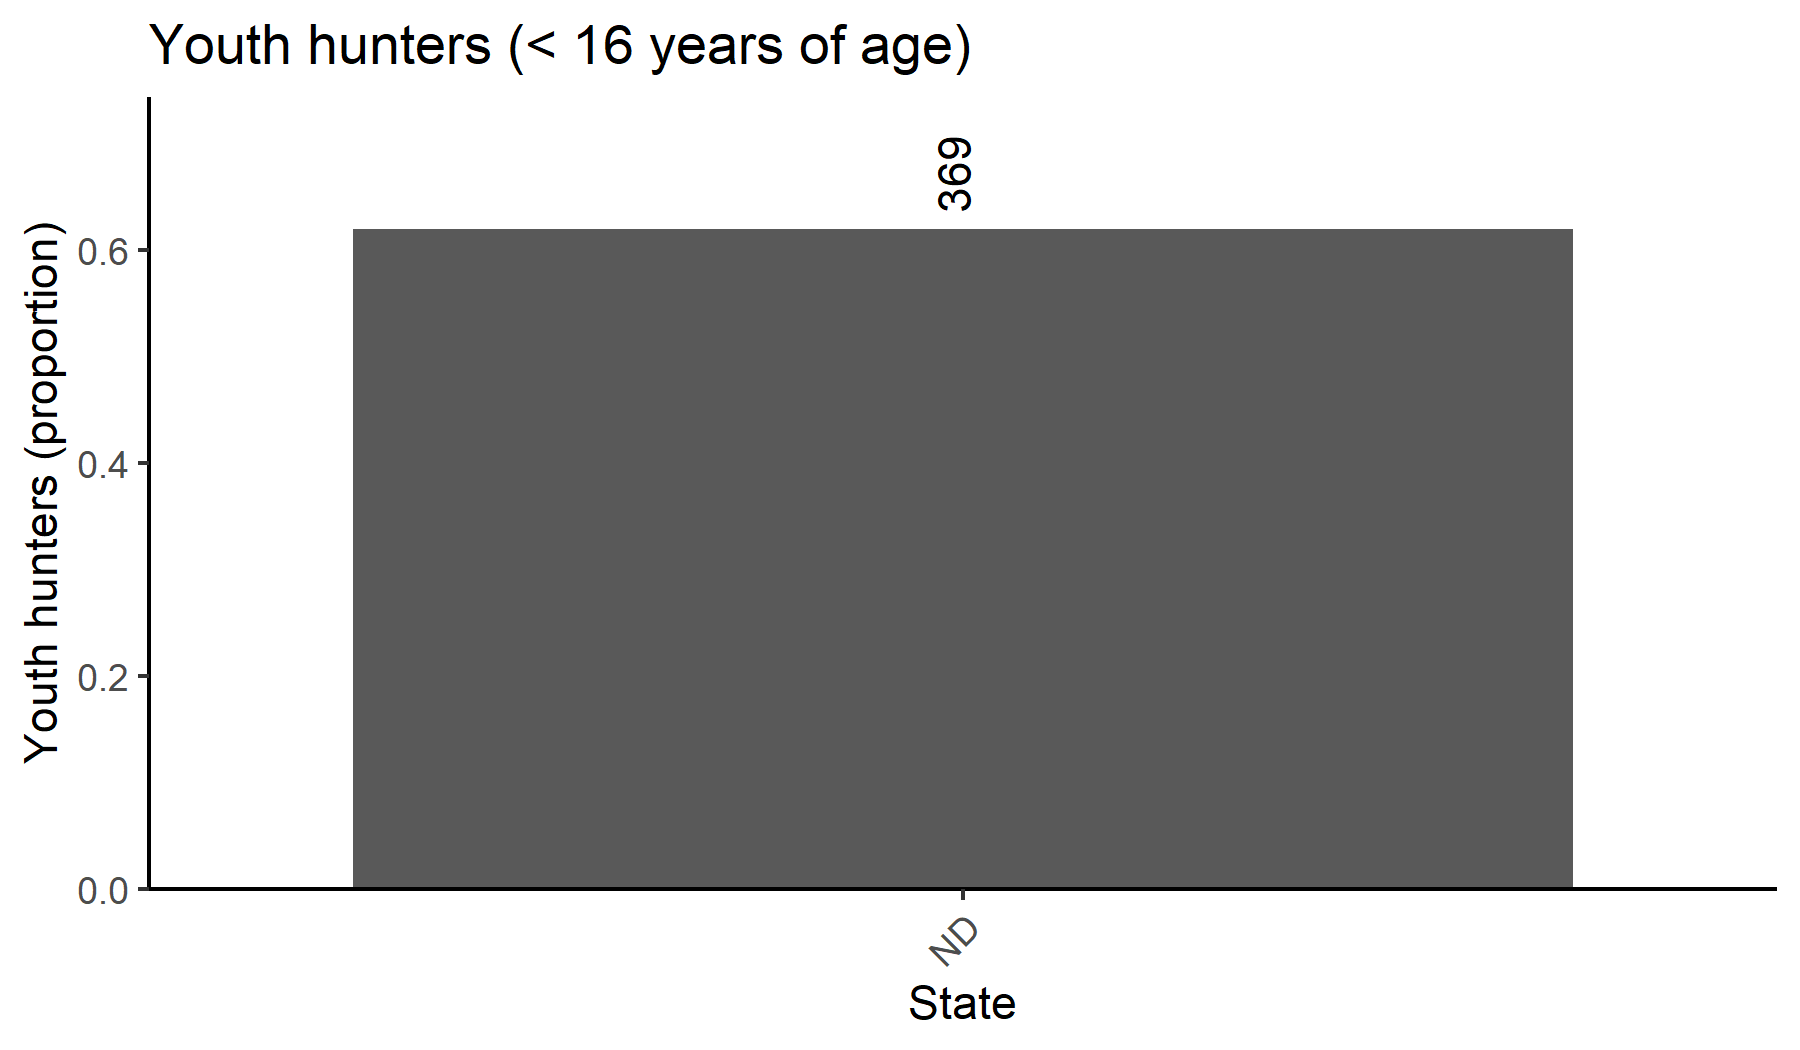 Youth hunters (< 16 years of age)
Youth hunters (proportion)
0.6
0.4
0.2
0.0
369
ND
State